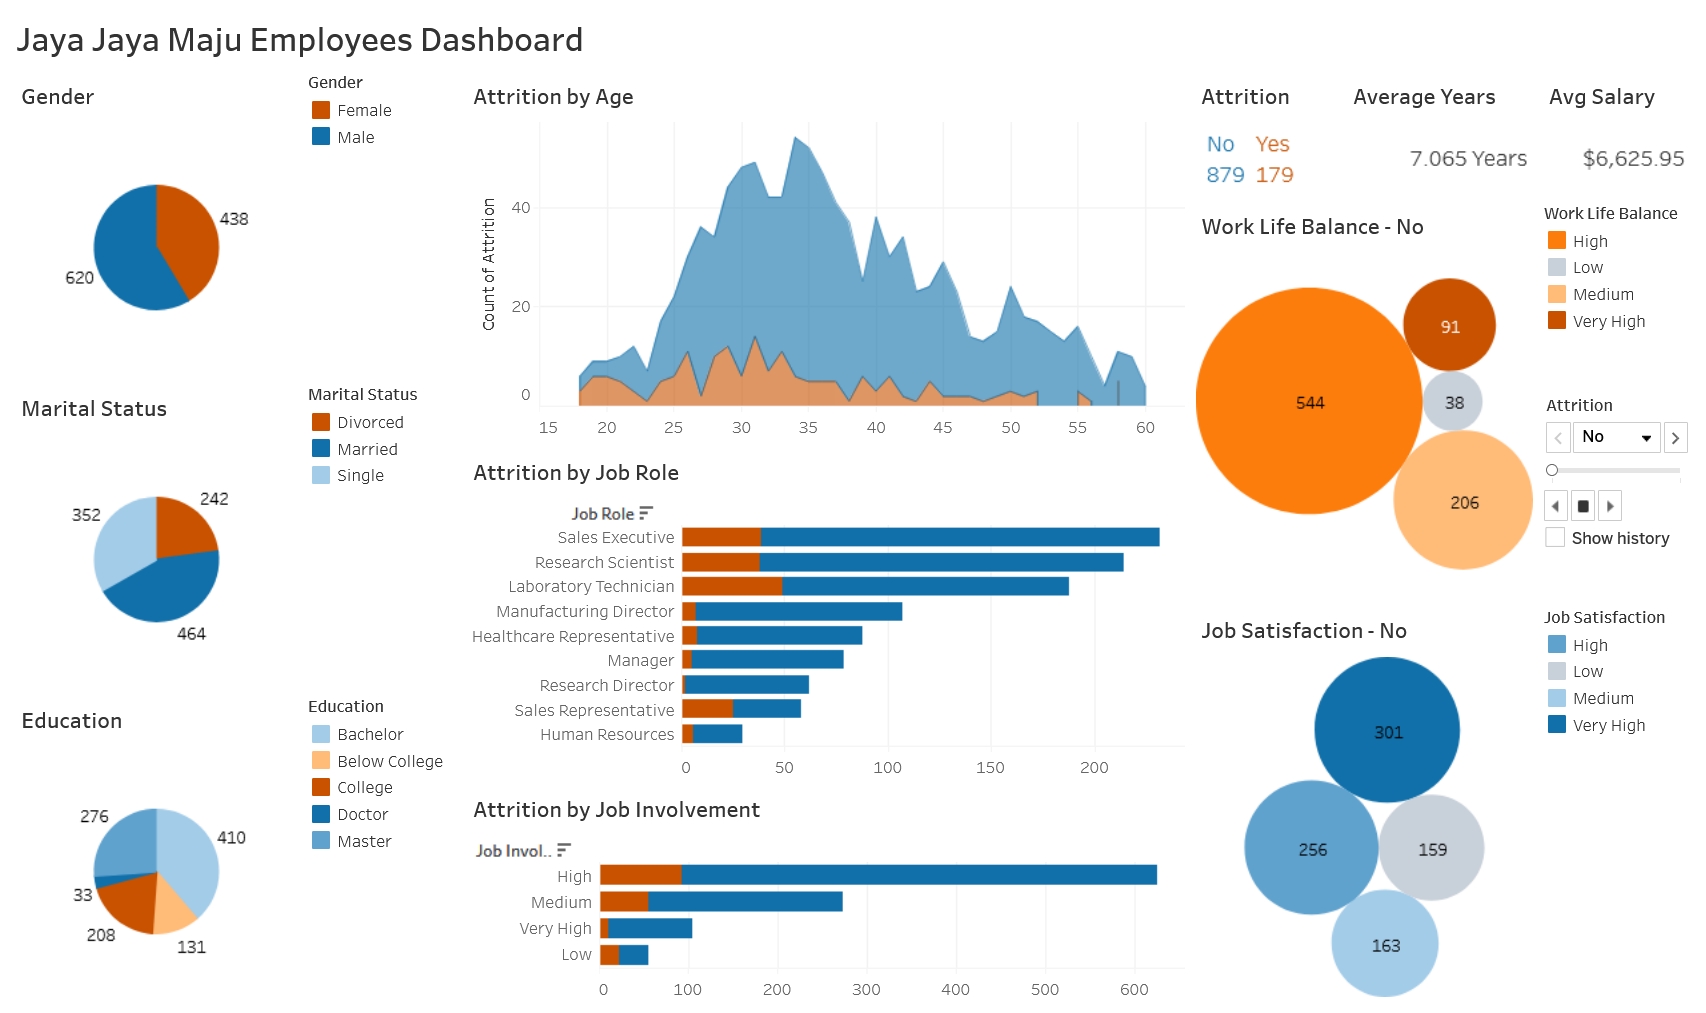 Jaya Jaya Maju Employees Dashboard
Gender
Gender
Female
Male
438
620
Marital Status
Marital Status
Divorced
Married
Single
352
242
464
Education
Education
Bachelor
Below College
College
Doctor
Master
276
410
33
208
131
Attrition by Age
Count of Attrition
40
20
0
15 20 25 30 35 40 45 50 55 60
Attrition by Job Role
Job Role
Sales Executive
Research Scientist
Laboratory Technician
Manufacturing Director
Healthcare Representative
Manager
Research Director
Sales Representative
Human Resources
0 50 100 150 200
Attrition by Job Involvement
Job Invol..
High
Medium
Very High
Low
0 100 200 300 400 500 600
Attrition
No Yes
879 179
Average Years
7.065 Years
Avg Salary
$6,625.95
Work Life Balance - No
544
91
38
206
Work Life Balance
High
Low
Medium
Very High
Attrition
No
Show history
Job Satisfaction - No
301
256
159
163
Job Satisfaction
High
Low
Medium
Very High